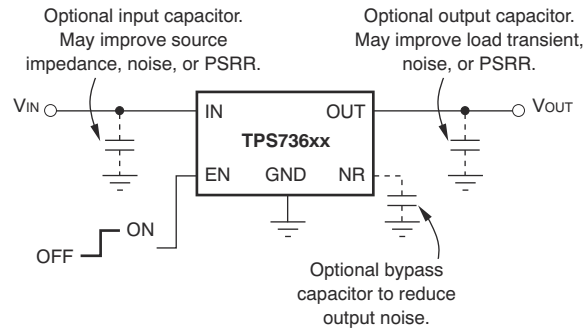 Optional input capacitor.
May improve source
impedance, noise, or PSRR.
Optional output capacitor.
May improve load transient,
noise, or PSRR.
VIN
IN
OUT
VOUT
TPS736xx
EN
GND
NR
ON
OFF
Optional bypass
capacitor to reduce
output noise.